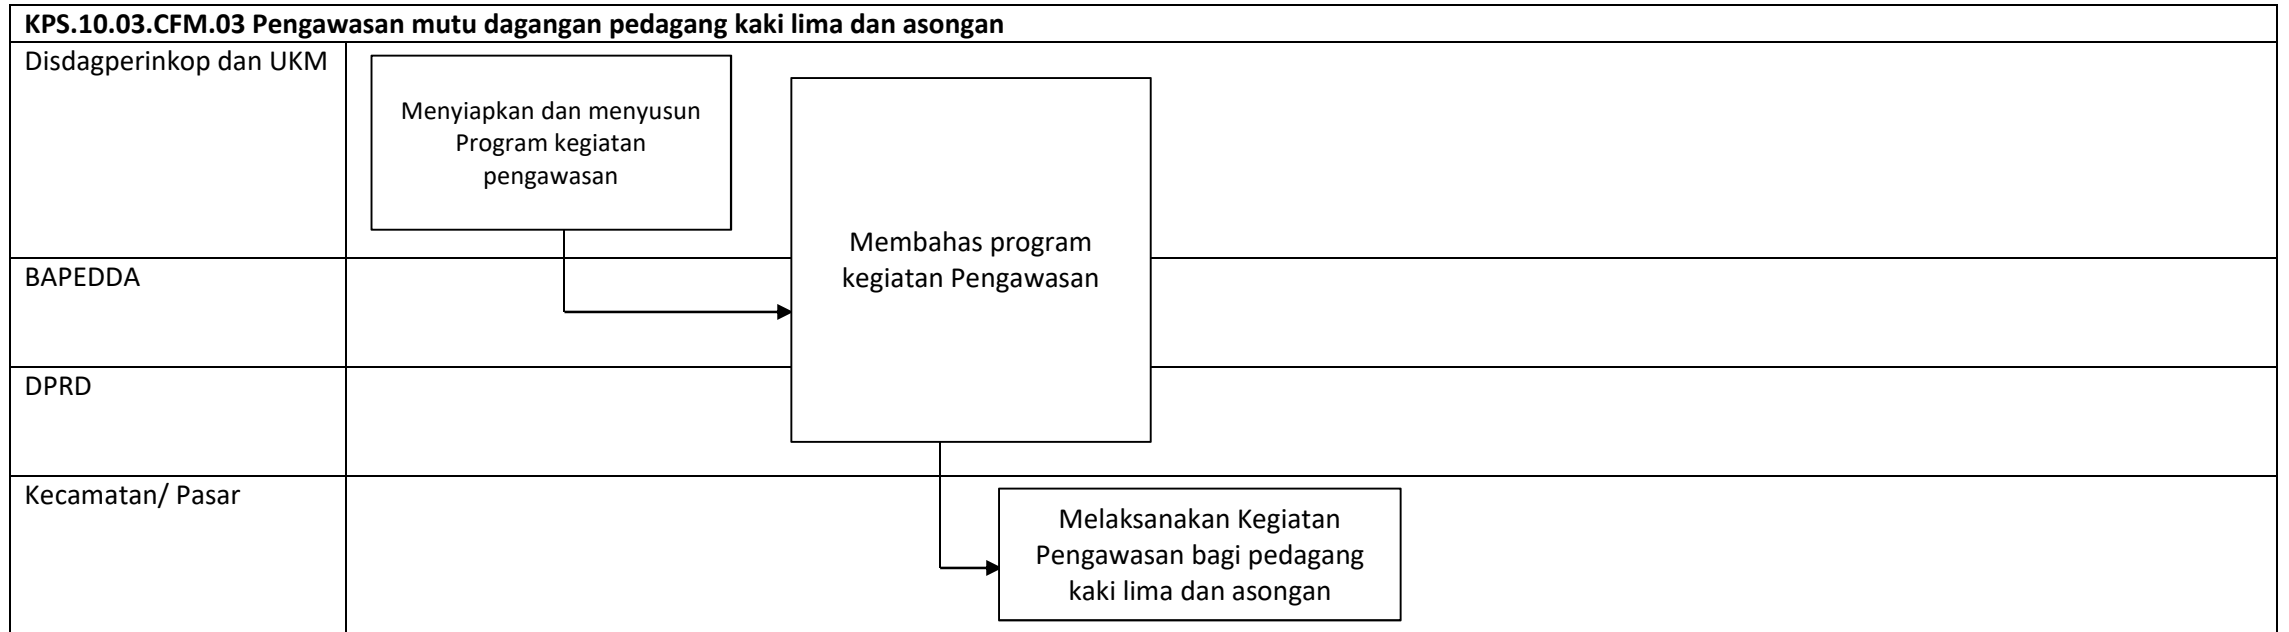 KPS.10.03.CFM.03 Pengawasan mutu dagangan pedagang kaki lima dan asongan
Disdagperinkop dan UKM
Menyiapkan dan menyusun
Program kegiatan
pengawasan
Membahas program
kegiatan Pengawasan
BAPEDDA
DPRD
Kecamatan/ Pasar
Melaksanakan Kegiatan
Pengawasan bagi pedagang
kaki lima dan asongan